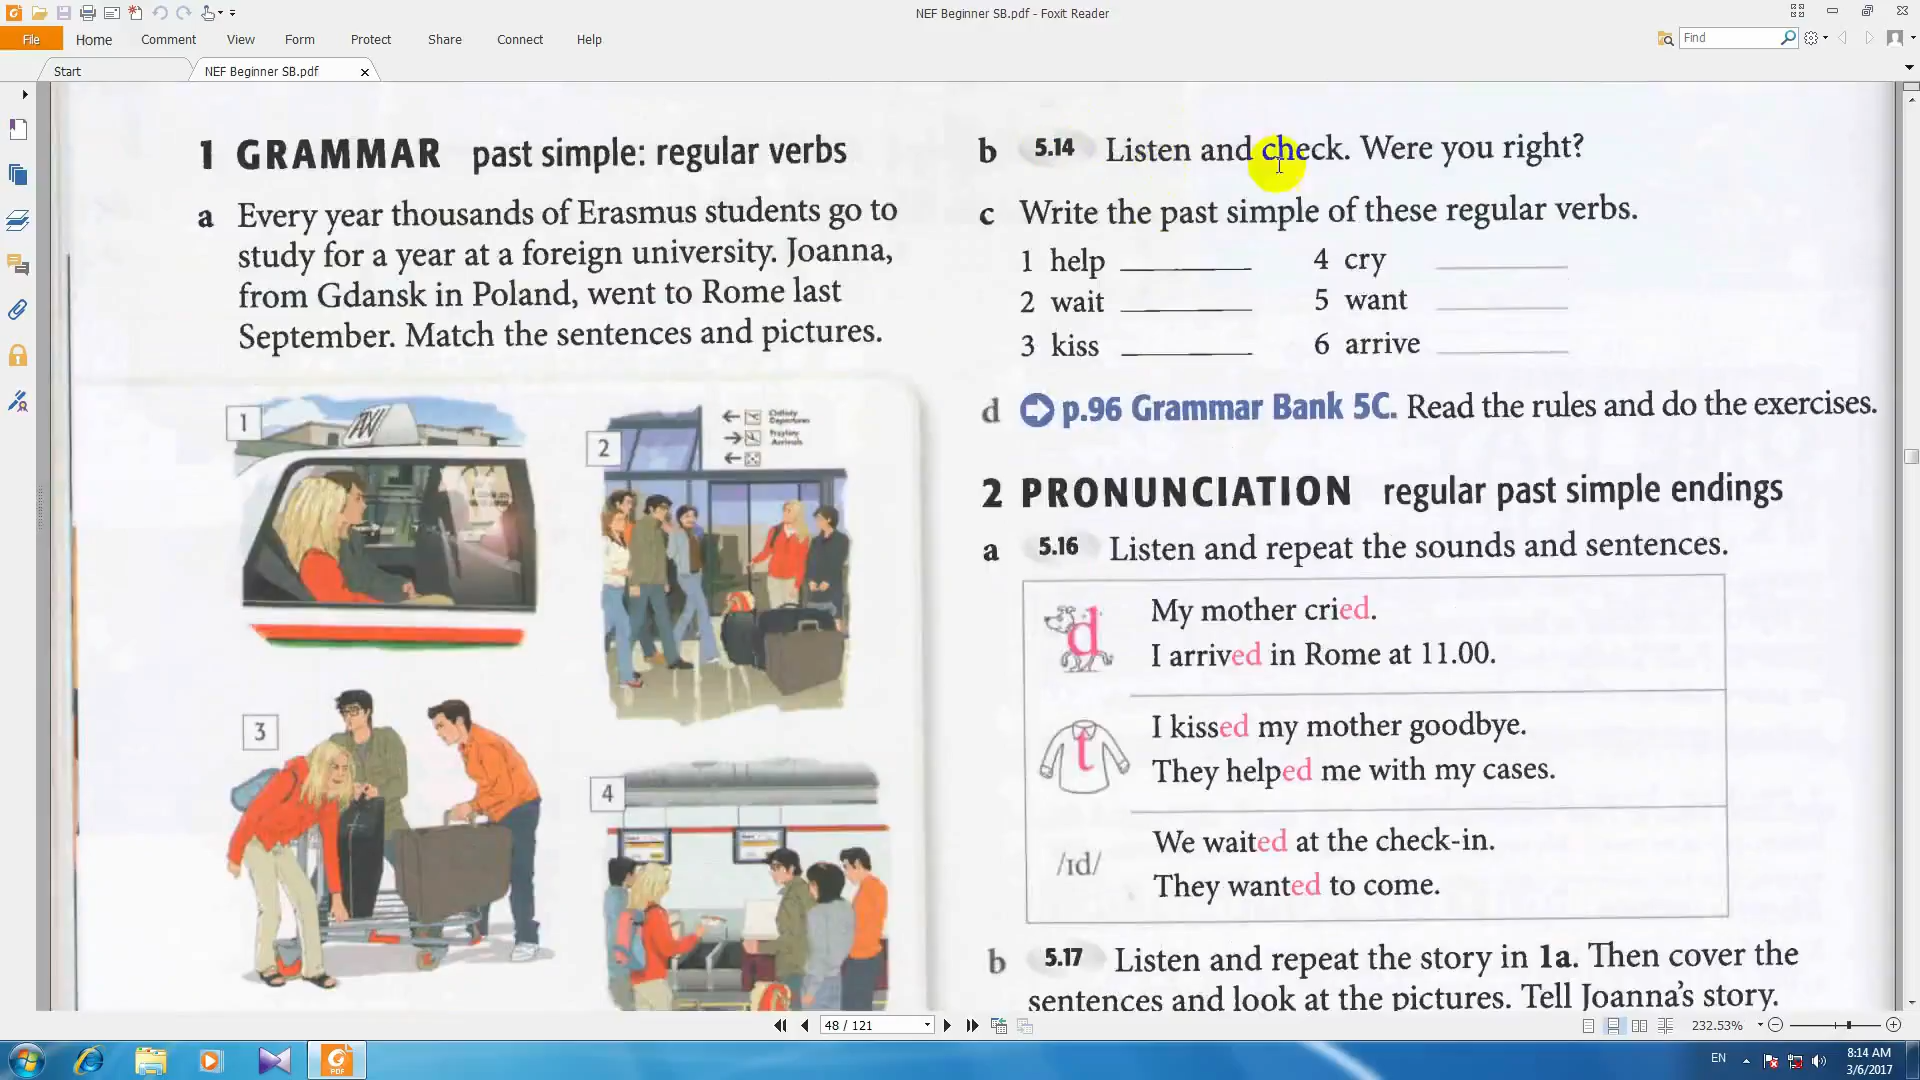 NEF Beginner SB.pdf - Foxit Reader
File
Home
Comment
View
Form
Protect
Share
Connect
Help
Find
Start
NEF Beginner SB.pdf
1 GRAMMAR past simple: regular verbs
a Every year thousands of Erasmus students go to
study for a year at a foreign university. Joanna,
from Gdansk in Poland, went to Rome last
September. Match the sentences and pictures.
1
TAXI
2
Odloty
Departures
Przyloty
Arrivals
3
4
b 5.14 Listen and check. Were you right?
c Write the past simple of these regular verbs.
1 help
4 cry
2 wait
5 want
3 kiss
6 arrive
d p.96 Grammar Bank 5C. Read the rules and do the exercises.
2 PRONUNCIATION regular past simple endings
a 5.16 Listen and repeat the sounds and sentences.
d
My mother cried.
I arrived in Rome at 11.00.
t
I kissed my mother goodbye.
They helped me with my cases.
/ɪd/
We waited at the check-in.
They wanted to come.
b 5.17 Listen and repeat the story in 1a. Then cover the
sentences and look at the pictures. Tell Joanna's story.
48 / 121
232.53%
PDF
EN
8:14 AM
3/6/2017